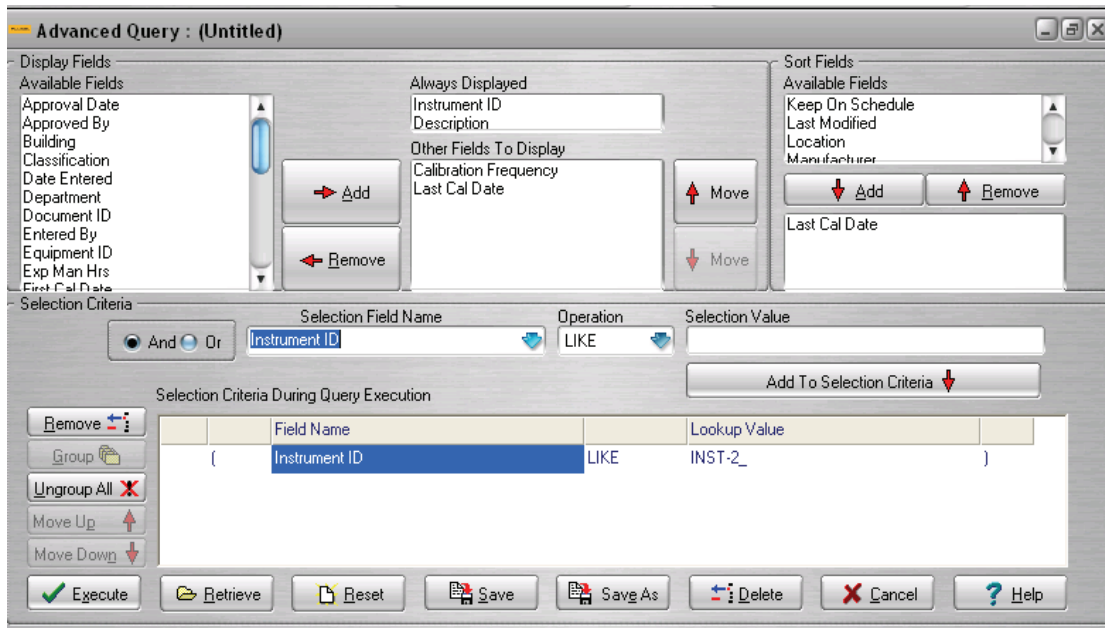 Advanced Query : (Untitled)
Display Fields
Available Fields
Approval Date
Approved By
Building
Classification
Date Entered
Department
Document ID
Entered By
Equipment ID
Exp Man Hrs
First Cal Date
Add
Remove
Always Displayed
Instrument ID
Description
Other Fields To Display
Calibration Frequency
Last Cal Date
Move
Move
Sort Fields
Available Fields
Keep On Schedule
Last Modified
Location
Manufacturer
Add Remove
Last Cal Date
Selection Criteria
Selection Field Name Operation Selection Value
And Or Instrument ID LIKE
Add To Selection Criteria
Selection Criteria During Query Execution
Remove
Group
Ungroup All
Move Up
Move Down
Field Name Lookup Value
( Instrument ID LIKE INST-2_ )
Execute Retrieve Reset Save Save As Delete Cancel ? Help